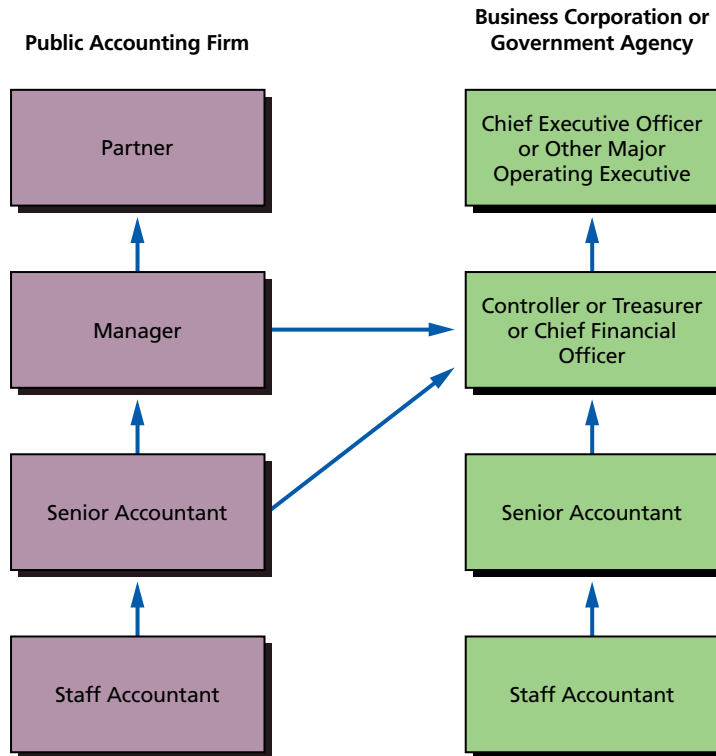 Public Accounting Firm
Business Corporation or
Government Agency
Partner
Chief Executive Officer
or Other Major
Operating Executive
Manager
Controller or Treasurer
or Chief Financial
Officer
Senior Accountant
Senior Accountant
Staff Accountant
Staff Accountant